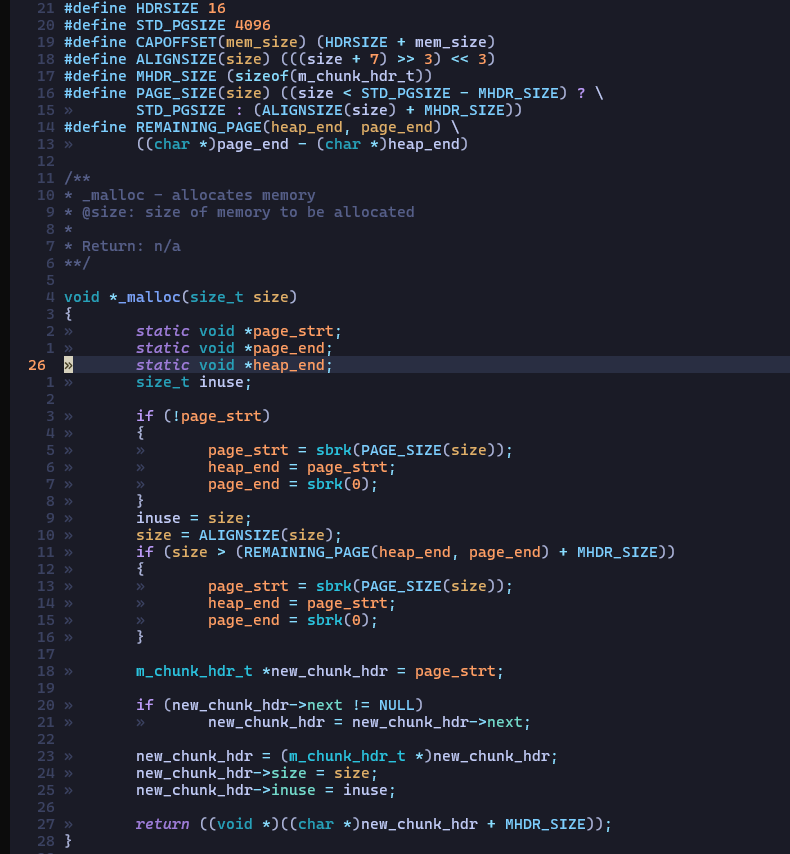 21 #define HDRSIZE 16
20 #define STD_PGSIZE 4096
19 #define CAPOFFSET(mem_size) (HDRSIZE + mem_size)
18 #define ALIGNSIZE(size) (((size + 7) >> 3) << 3)
17 #define MHDR_SIZE (sizeof(m_chunk_hdr_t))
16 #define PAGE_SIZE(size) ((size < STD_PGSIZE - MHDR_SIZE) ? \
15 »       STD_PGSIZE : (ALIGNSIZE(size) + MHDR_SIZE))
14 #define REMAINING_PAGE(heap_end, page_end) \
13 »       ((char *)page_end - (char *)heap_end)
12
11 /**
10 * _malloc - allocates memory
9 * @size: size of memory to be allocated
8 *
7 * Return: n/a
6 **/
5
4 void *_malloc(size_t size)
3 {
2 »       static void *page_strt;
1 »       static void *page_end;
26 »       static void *heap_end;
1 »       size_t inuse;
2
3 »       if (!page_strt)
4 »       {
5 »       »       page_strt = sbrk(PAGE_SIZE(size));
6 »       »       heap_end = page_strt;
7 »       »       page_end = sbrk(0);
8 »       }
9 »       inuse = size;
10 »       size = ALIGNSIZE(size);
11 »       if (size > (REMAINING_PAGE(heap_end, page_end) + MHDR_SIZE))
12 »       {
13 »       »       page_strt = sbrk(PAGE_SIZE(size));
14 »       »       heap_end = page_strt;
15 »       »       page_end = sbrk(0);
16 »       }
17
18 »       m_chunk_hdr_t *new_chunk_hdr = page_strt;
19
20 »       if (new_chunk_hdr->next != NULL)
21 »       »       new_chunk_hdr = new_chunk_hdr->next;
22
23 »       new_chunk_hdr = (m_chunk_hdr_t *)new_chunk_hdr;
24 »       new_chunk_hdr->size = size;
25 »       new_chunk_hdr->inuse = inuse;
26
27 »       return ((void *)((char *)new_chunk_hdr + MHDR_SIZE));
28 }